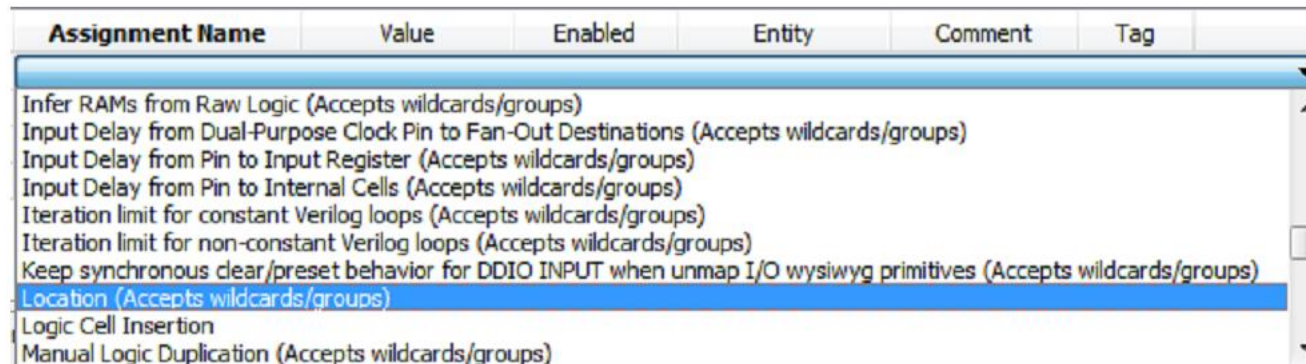 Assignment Name Value Enabled Entity Comment Tag
Infer RAMs from Raw Logic (Accepts wildcards/groups)
Input Delay from Dual-Purpose Clock Pin to Fan-Out Destinations (Accepts wildcards/groups)
Input Delay from Pin to Input Register (Accepts wildcards/groups)
Input Delay from Pin to Internal Cells (Accepts wildcards/groups)
Iteration limit for constant Verilog loops (Accepts wildcards/groups)
Iteration limit for non-constant Verilog loops (Accepts wildcards/groups)
Keep synchronous clear/preset behavior for DDIO INPUT when unmap I/O wysiwyg primitives (Accepts wildcards/groups)
Location (Accepts wildcards/groups)
Logic Cell Insertion
Manual Logic Duplication (Accepts wildcards/groups)